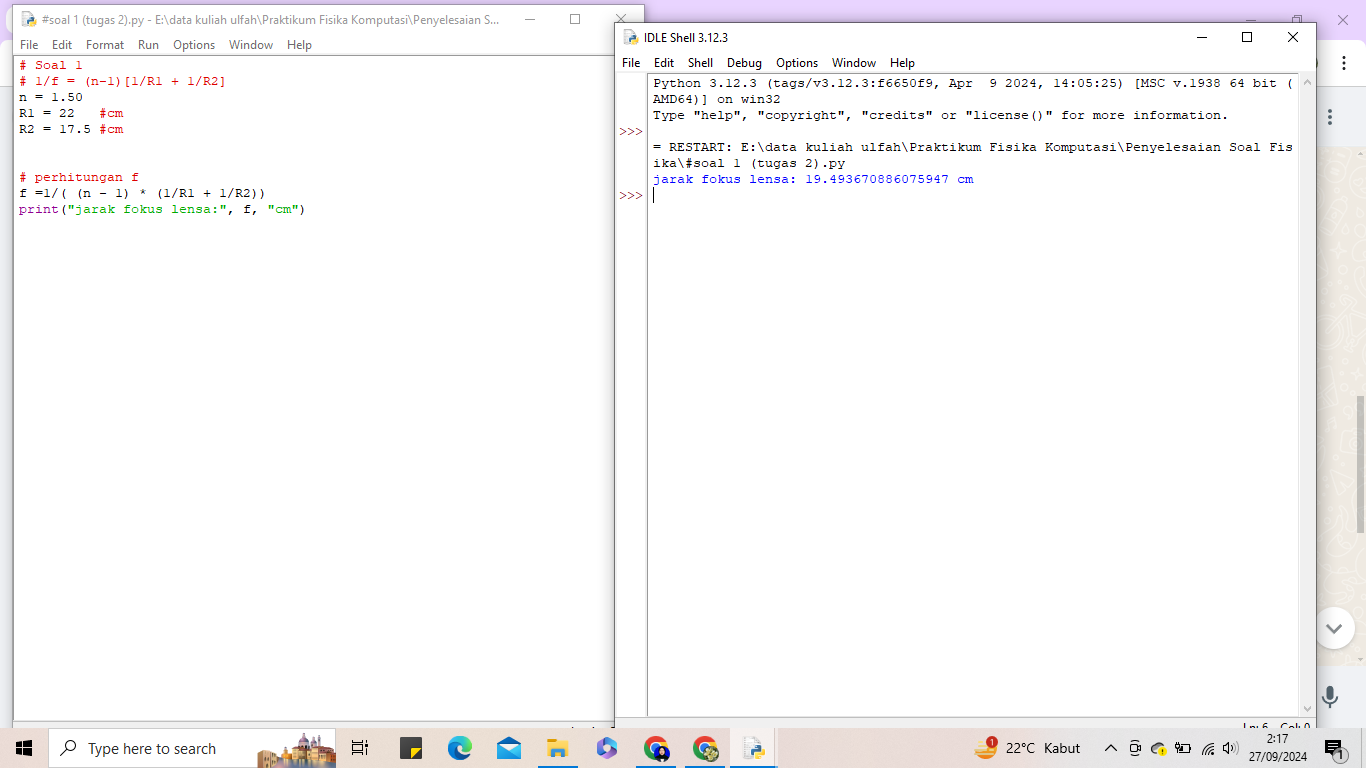 #soal 1 (tugas 2).py - E:\data kuliah ulfah\Praktikum Fisika Komputasi\Penyelesaian S...
File Edit Format Run Options Window Help
# Soal 1
# 1/f = (n-1)[1/R1 + 1/R2]
n = 1.50
R1 = 22   #cm
R2 = 17.5 #cm
# perhitungan f
f =1/( (n - 1) * (1/R1 + 1/R2))
print("jarak fokus lensa:", f, "cm")
IDLE Shell 3.12.3
File Edit Shell Debug Options Window Help
Python 3.12.3 (tags/v3.12.3:f6650f9, Apr  9 2024, 14:05:25) [MSC v.1938 64 bit (
AMD64)] on win32
Type "help", "copyright", "credits" or "license()" for more information.
>>>
= RESTART: E:\data kuliah ulfah\Praktikum Fisika Komputasi\Penyelesaian Soal Fis
ika\#soal 1 (tugas 2).py
jarak fokus lensa: 19.493670886075947 cm
>>>
Type here to search
1
22°C Kabut
2:17
27/09/2024
1